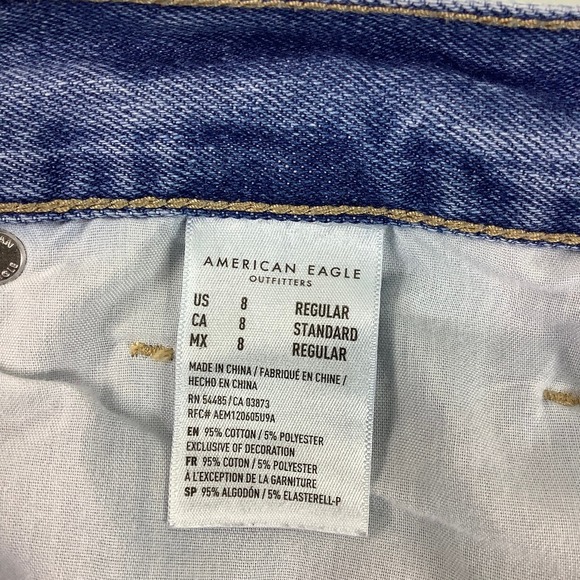 AMERICAN EAGLE
OUTFITTERS
US 8 REGULAR
CA 8 STANDARD
MX 8 REGULAR
MADE IN CHINA / FABRIQUÉ EN CHINE /
HECHO EN CHINA
RN 54485 / CA 03873
RFC# AEM120605U9A
EN 95% COTTON / 5% POLYESTER
EXCLUSIVE OF DECORATION
FR 95% COTON / 5% POLYESTER
À L'EXCEPTION DE LA GARNITURE
SP 95% ALGODÓN / 5% ELASTERELL-P